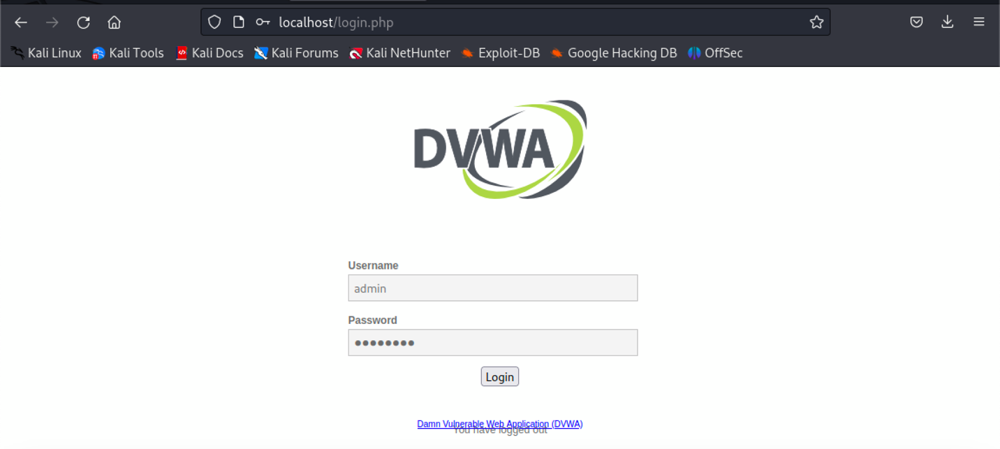 localhost/login.php
Kali Linux Kali Tools Kali Docs Kali Forums Kali NetHunter Exploit-DB Google Hacking DB OffSec
DVWA
Username
admin
Password
••••••••
Login
Damn Vulnerable Web Application (DVWA)
You have logged out